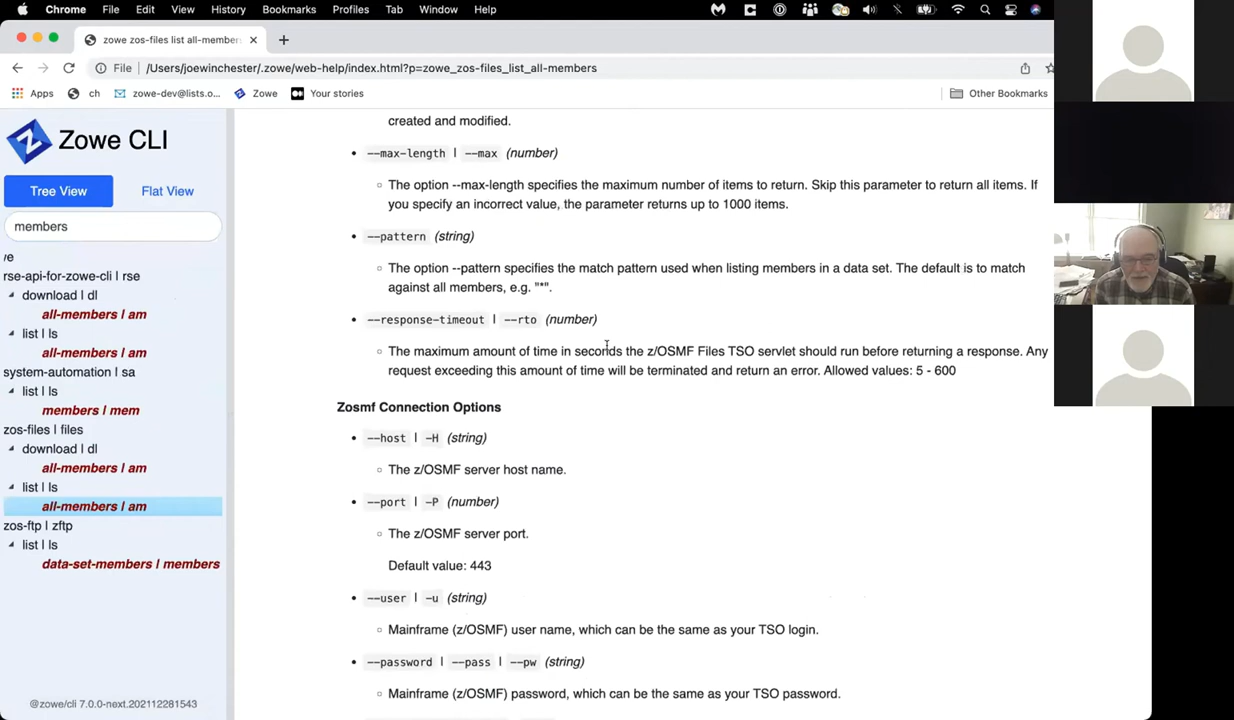 Chrome File Edit View History Bookmarks Profiles Tab Window Help
zowe zos-files list all-member
File /Users/joewinchester/.zowe/web-help/index.html?p=zowe_zos-files_list_all-members
Apps ch zowe-dev@lists.o... Zowe Your stories Other Bookmarks
Zowe CLI
Tree View Flat View
members
ve
rse-api-for-zowe-cli | rse
download | dl
all-members | am
list | ls
all-members | am
system-automation | sa
list | ls
members | mem
zos-files | files
download | dl
all-members | am
list | ls
all-members | am
zos-ftp | zftp
list | ls
data-set-members | members
@zowe/cli 7.0.0-next.202112281543
created and modified.
• --max-length | --max (number)
◦ The option --max-length specifies the maximum number of items to return. Skip this parameter to return all items. If
you specify an incorrect value, the parameter returns up to 1000 items.
• --pattern (string)
◦ The option --pattern specifies the match pattern used when listing members in a data set. The default is to match
against all members, e.g. "*".
• --response-timeout | --rto (number)
◦ The maximum amount of time in seconds the z/OSMF Files TSO servlet should run before returning a response. Any
request exceeding this amount of time will be terminated and return an error. Allowed values: 5 - 600
Zosmf Connection Options
• --host | -H (string)
◦ The z/OSMF server host name.
• --port | -P (number)
◦ The z/OSMF server port.
Default value: 443
• --user | -u (string)
◦ Mainframe (z/OSMF) user name, which can be the same as your TSO login.
• --password | --pass | --pw (string)
◦ Mainframe (z/OSMF) password, which can be the same as your TSO password.